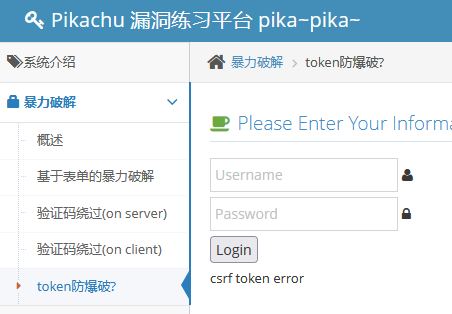 Pikachu 漏洞练习平台 pika~pika~
系统介绍
暴力破解 > token防爆破?
暴力破解
Please Enter Your Informa
概述
基于表单的暴力破解
Username
验证码绕过(on server)
Password
验证码绕过(on client)
Login
token防爆破?
csrf token error